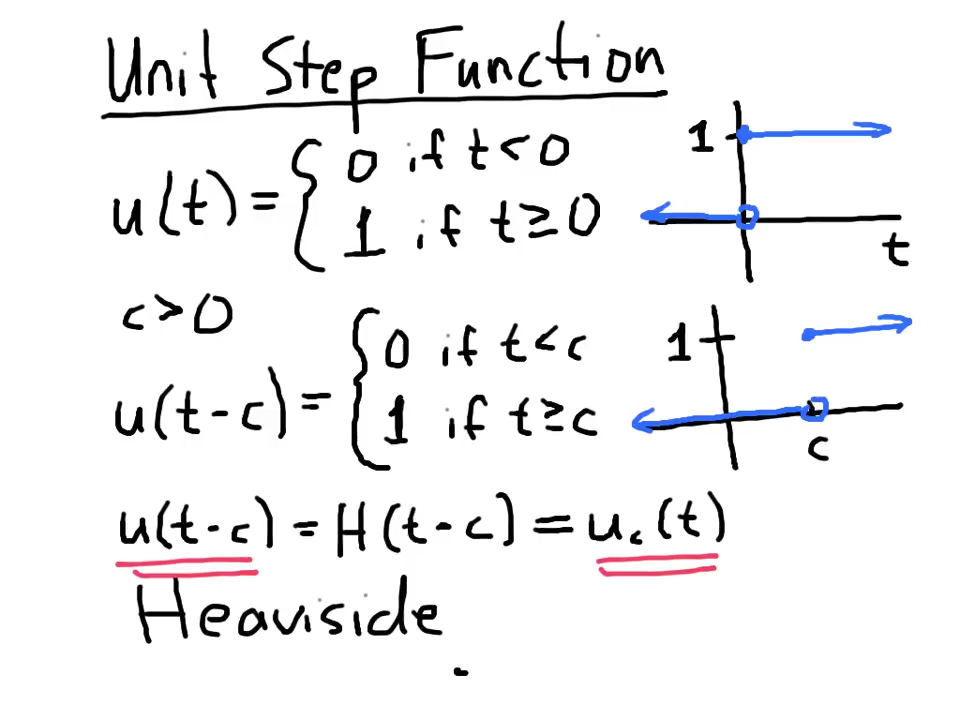 Unit Step Function
u(t) = { 0 if t < 0
1 if t ≥ 0
1
t
c > 0
u(t-c) = { 0 if t < c
1 if t ≥ c
1
c
u(t-c) = H(t-c) = u_c(t)
Heaviside